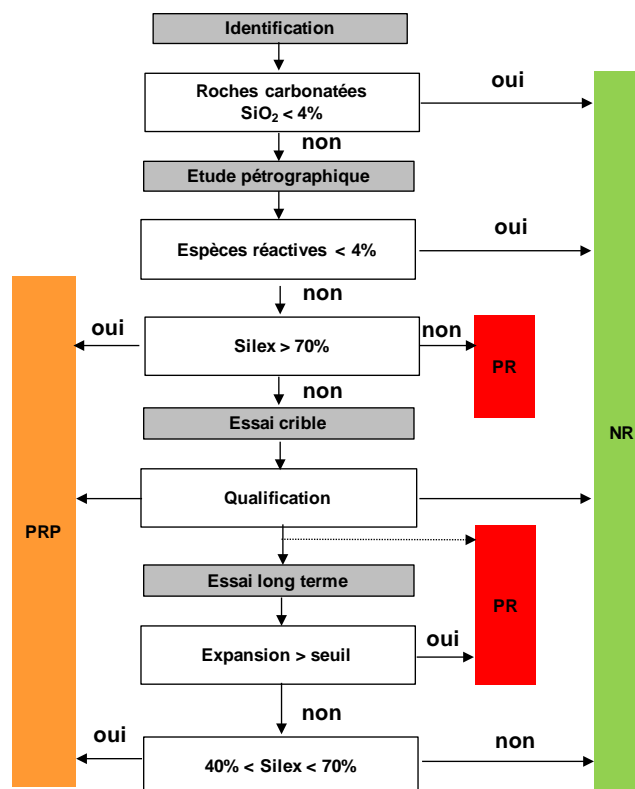 Identification
Roches carbonatées
SiO₂ < 4%
oui
non
Etude pétrographique
Espèces réactives < 4%
oui
non
oui
Silex > 70%
non
PR
non
Essai crible
NR
Qualification
PRP
Essai long terme
PR
Expansion > seuil
oui
non
oui
40% < Silex < 70%
non